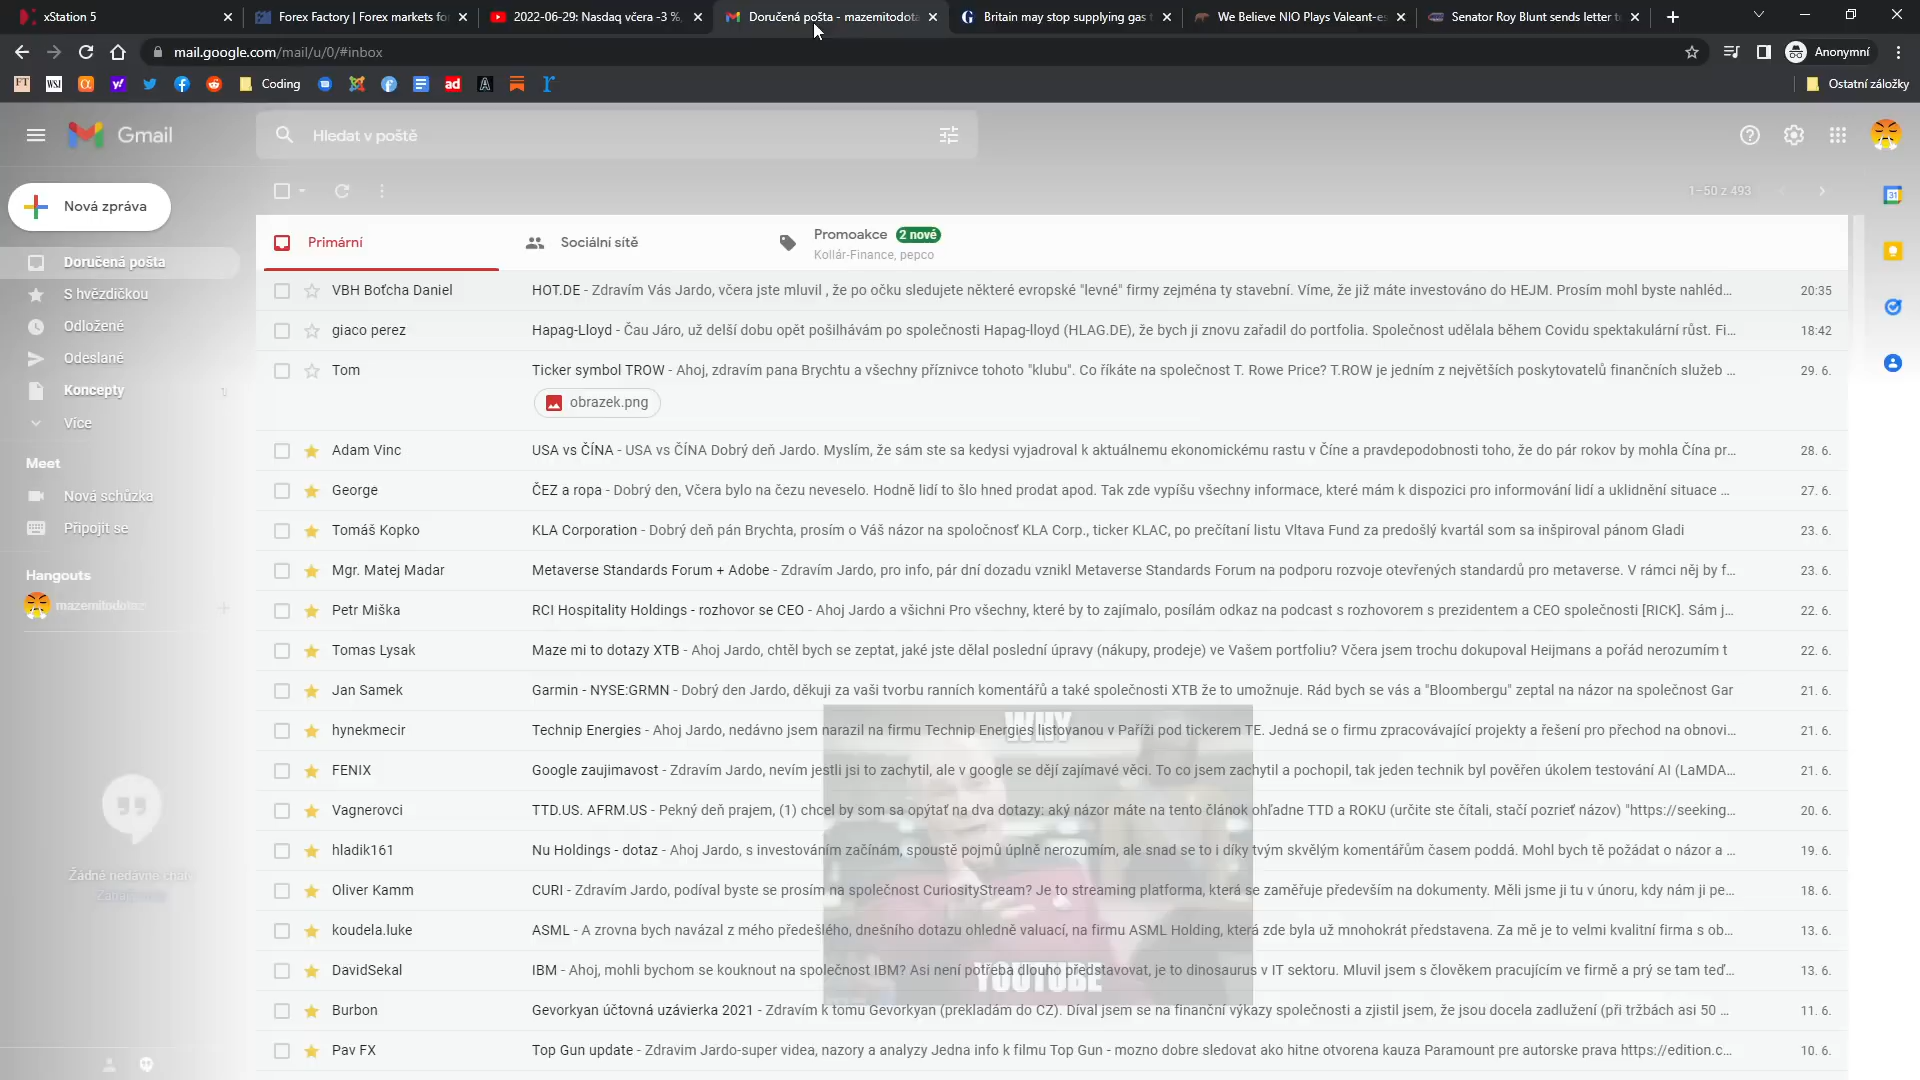 xStation 5
Forex Factory | Forex markets fo
2022-06-29: Nasdaq včera -3 %,
Doručená pošta - mazemitodota
Britain may stop supplying gas t
We Believe NIO Plays Valeant-es
Senator Roy Blunt sends letter t
mail.google.com/mail/u/0/#inbox
Anonymní
FT
WSJ
Coding
ad
Ostatní záložky
Gmail
Hledat v poště
Nová zpráva
1–50 z 493
Doručená pošta
S hvězdičkou
Odložené
Odeslané
Koncepty
1
Více
Meet
Nová schůzka
Připojit se
Hangouts
mazemitodotaz
Žádné nedávné chaty
Primární
Sociální sítě
Promoakce 2 nové
Kollár-Finance, pepco
31
VBH Boťcha Daniel HOT.DE - Zdravím Vás Jardo, včera jste mluvil , že po očku sledujete některé evropské "levné" firmy zejména ty stavební. Víme, že již máte investováno do HEJM. Prosím mohl byste nahléd… 20:35
giaco perez Hapag-Lloyd - Čau Járo, už delší dobu opět pošilhávám po společnosti Hapag-lloyd (HLAG.DE), že bych ji znovu zařadil do portfolia. Společnost udělala během Covidu spektakulární růst. Fi… 18:42
Tom Ticker symbol TROW - Ahoj, zdravím pana Brychtu a všechny příznivce tohoto "klubu". Co říkáte na společnost T. Rowe Price? T.ROW je jedním z největších poskytovatelů finančních služeb … 29. 6.
obrazek.png
Adam Vinc USA vs ČÍNA - USA vs ČÍNA Dobrý deň Jardo. Myslím, že sám ste sa kedysi vyjadroval k aktuálnemu ekonomickému rastu v Číne a pravdepodobnosti toho, že do pár rokov by mohla Čína pr… 28. 6.
George ČEZ a ropa - Dobrý den, Včera bylo na čezu neveselo. Hodně lidí to šlo hned prodat apod. Tak zde vypíšu všechny informace, které mám k dispozici pro informování lidí a uklidnění situace … 27. 6.
Tomáš Kopko KLA Corporation - Dobrý deň pán Brychta, prosím o Váš názor na spoločnosť KLA Corp., ticker KLAC, po prečítaní listu Vltava Fund za predošlý kvartál som sa inšpiroval pánom Gladi 23. 6.
Mgr. Matej Madar Metaverse Standards Forum + Adobe - Zdravím Jardo, pro info, pár dní dozadu vznikl Metaverse Standards Forum na podporu rozvoje otevřených standardů pro metaverse. V rámci něj by f… 23. 6.
Petr Miška RCI Hospitality Holdings - rozhovor se CEO - Ahoj Jardo a všichni Pro všechny, které by to zajímalo, posílám odkaz na podcast s rozhovorem s prezidentem a CEO společnosti [RICK]. Sám j… 22. 6.
Tomas Lysak Maze mi to dotazy XTB - Ahoj Jardo, chtěl bych se zeptat, jaké jste dělal poslední úpravy (nákupy, prodeje) ve Vašem portfoliu? Včera jsem trochu dokupoval Heijmans a pořád nerozumím t 22. 6.
Jan Samek Garmin - NYSE:GRMN - Dobrý den Jardo, děkuji za vaši tvorbu ranních komentářů a také společnosti XTB že to umožnuje. Rád bych se vás a "Bloombergu" zeptal na názor na společnost Gar 21. 6.
WHY
hynekmecir Technip Energies - Ahoj Jardo, nedávno jsem narazil na firmu Technip Energies listovanou v Paříži pod tickerem TE. Jedná se o firmu zpracovávající projekty a řešení pro přechod na obnovi… 21. 6.
FENIX Google zaujimavost - Zdravím Jardo, nevím jestli jsi to zachytil, ale v google se dějí zajímavé věci. To co jsem zachytil a pochopil, tak jeden technik byl pověřen úkolem testování AI (LaMDA… 21. 6.
Vagnerovci TTD.US. AFRM.US - Pekný deň prajem, (1) chcel by som sa opýtať na dva dotazy: aký názor máte na tento článok ohľadne TTD a ROKU (určite ste čítali, stačí pozrieť názov) "https://seeking… 20. 6.
hladik161 Nu Holdings - dotaz - Ahoj Jardo, s investováním začínám, spoustě pojmů úplně nerozumím, ale snad se to i díky tvým skvělým komentářům časem poddá. Mohl bych tě požádat o názor a … 19. 6.
Oliver Kamm CURI - Zdravím Jardo, podíval byste se prosím na společnost CuriosityStream? Je to streaming platforma, která se zaměřuje především na dokumenty. Měli jsme ji tu v únoru, kdy nám ji pe… 18. 6.
koudela.luke ASML - A zrovna bych navázal z mého předešlého, dnešního dotazu ohledně valuací, na firmu ASML Holding, která zde byla už mnohokrát představena. Za mě je to velmi kvalitní firma s ob… 13. 6.
DavidSekal IBM - Ahoj, mohli bychom se kouknout na společnost IBM? Asi není potřeba dlouho představovat, je to dinosaurus v IT sektoru. Mluvil jsem s člověkem pracujícím ve firmě a prý se tam teď… 13. 6.
YOUTUBE
Burbon Gevorkyan účtovná uzávierka 2021 - Zdravím k tomu Gevorkyan (prekladám do CZ). Díval jsem se na finanční výkazy společnosti a zjistil jsem, že jsou docela zadlužení (při tržbách asi 50 … 11. 6.
Pav FX Top Gun update - Zdravim Jardo-super videa, nazory a analyzy Jedna info k filmu Top Gun - mozno dobre sledovat ako hitne otvorena kauza Paramount pre autorske prava https://edition.c… 10. 6.